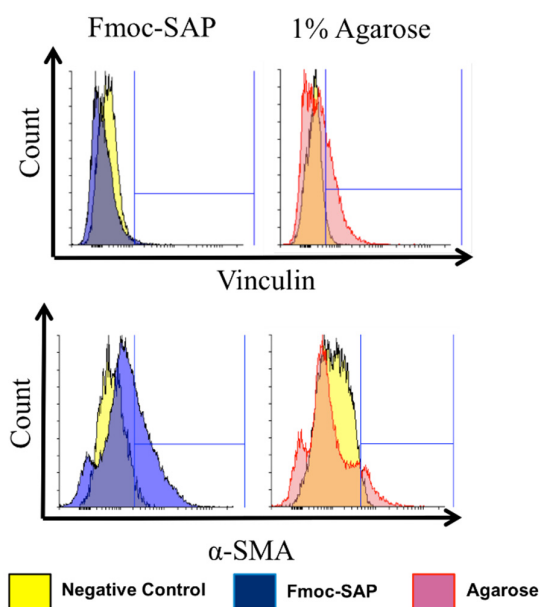 Fmoc-SAP 1% Agarose
Count
Vinculin
Count
α-SMA
Negative Control Fmoc-SAP Agarose